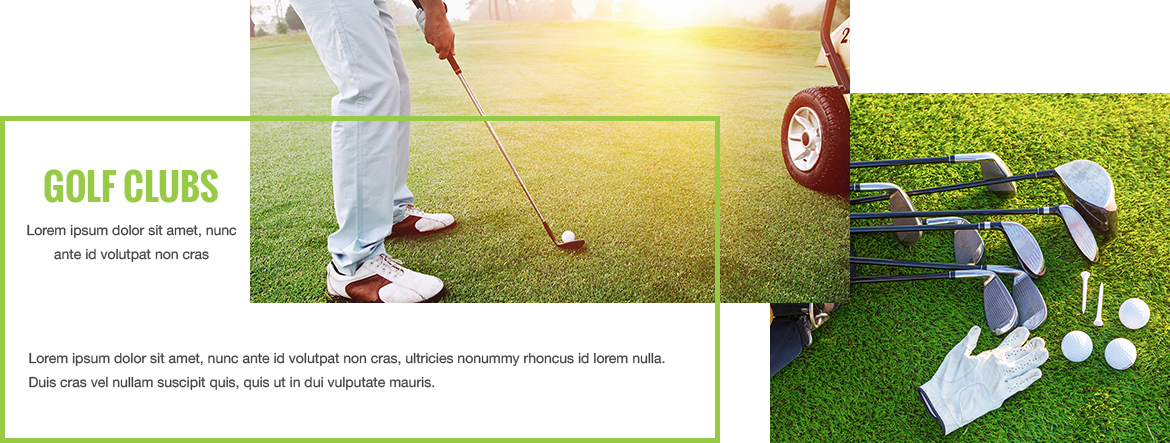 GOLF CLUBS
Lorem ipsum dolor sit amet, nunc
ante id volutpat non cras
Lorem ipsum dolor sit amet, nunc ante id volutpat non cras, ultricies nonummy rhoncus id lorem nulla.
Duis cras vel nullam suscipit quis, quis ut in dui vulputate mauris.